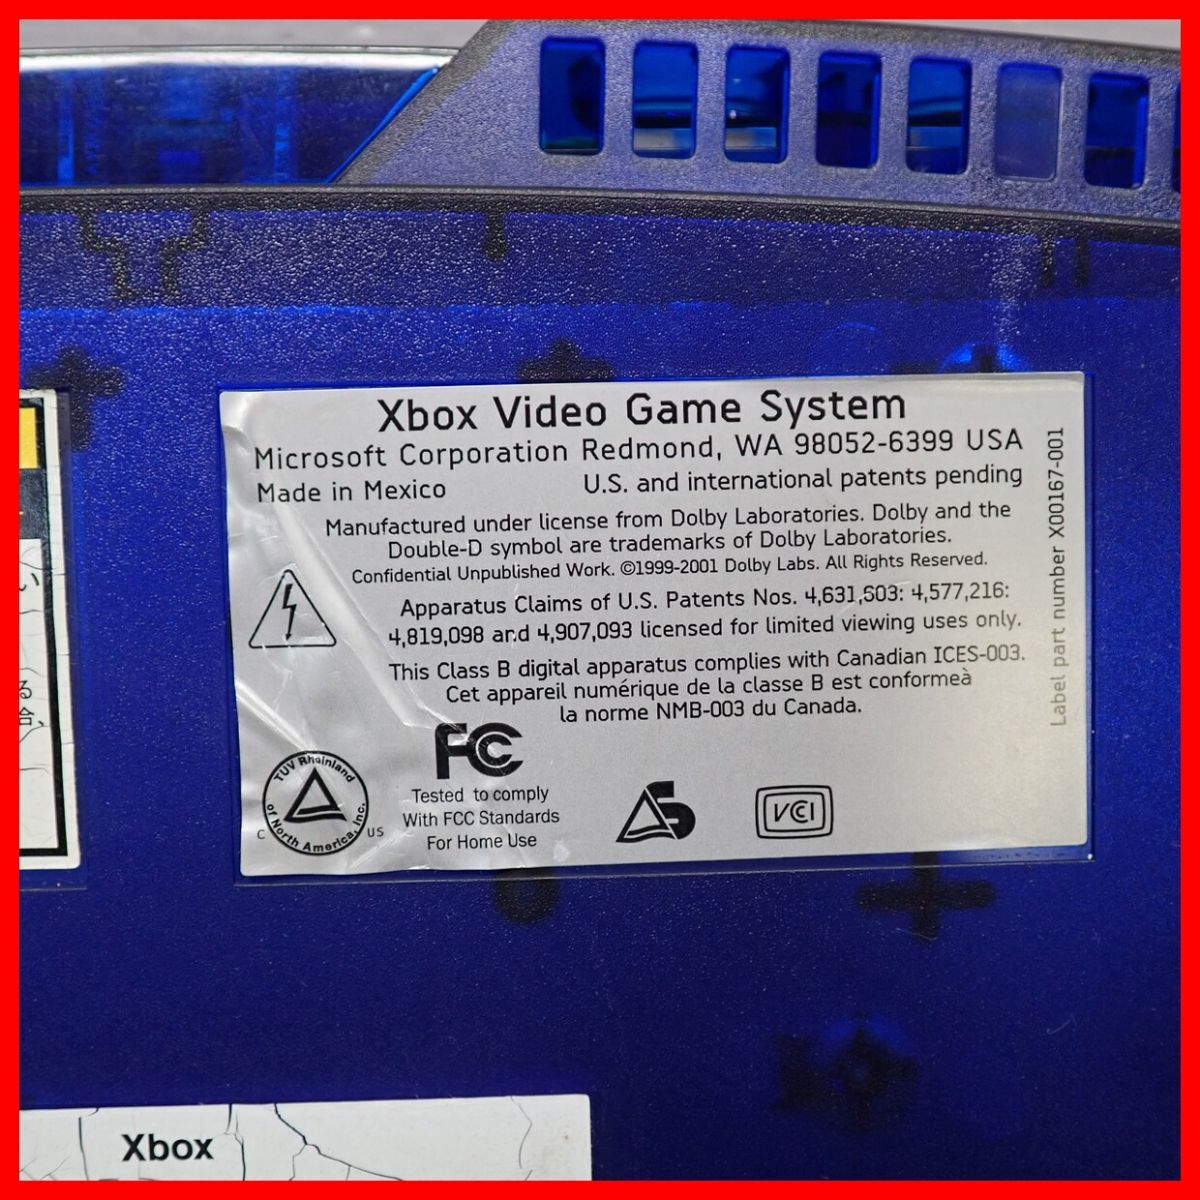 Xbox Video Game System
Microsoft Corporation Redmond, WA 98052-6399 USA
Made in Mexico U.S. and international patents pending
Manufactured under license from Dolby Laboratories. Dolby and the
Double-D symbol are trademarks of Dolby Laboratories.
Confidential Unpublished Work. ©1999-2001 Dolby Labs. All Rights Reserved.
Apparatus Claims of U.S. Patents Nos. 4,631,603: 4,577,216:
4,819,098 and 4,907,093 licensed for limited viewing uses only.
This Class B digital apparatus complies with Canadian ICES-003.
Cet appareil numérique de la classe B est conformeà
la norme NMB-003 du Canada.
Label part number X00167-001
TUV Rheinland
of North America, Inc.
C US
FC
Tested to comply
With FCC Standards
For Home Use
VCCI
Xbox